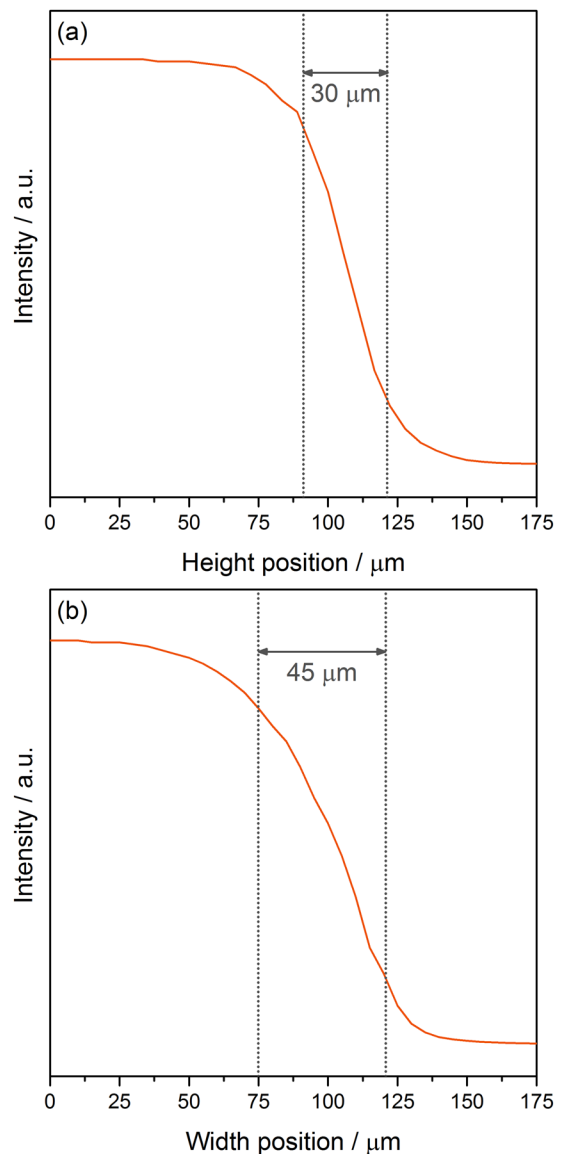 (a)
30 μm
Intensity / a.u.
0 25 50 75 100 125 150 175
Height position / μm
(b)
45 μm
Intensity / a.u.
0 25 50 75 100 125 150 175
Width position / μm